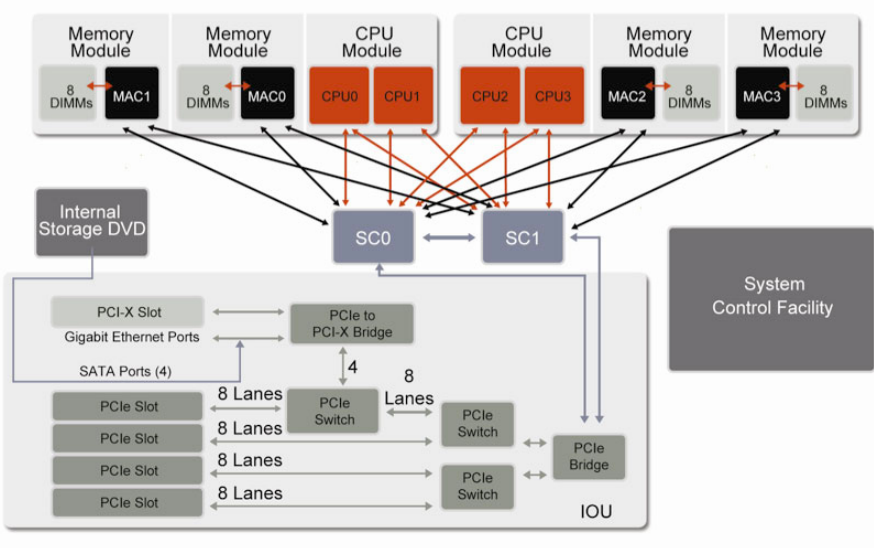 Memory
Module
Memory
Module
CPU
Module
CPU
Module
Memory
Module
Memory
Module
8
DIMMs
MAC1
8
DIMMs
MAC0
CPU0
CPU1
CPU2
CPU3
MAC2
8
DIMMs
MAC3
8
DIMMs
Internal
Storage DVD
SC0
SC1
System
Control Facility
PCI-X Slot
PCIe to
PCI-X Bridge
Gigabit Ethernet Ports
SATA Ports (4)
4
8
Lanes
PCIe Slot
8 Lanes
PCIe
Switch
PCIe Slot
8 Lanes
PCIe
Switch
PCIe Slot
8 Lanes
PCIe
Bridge
PCIe Slot
8 Lanes
PCIe
Switch
IOU